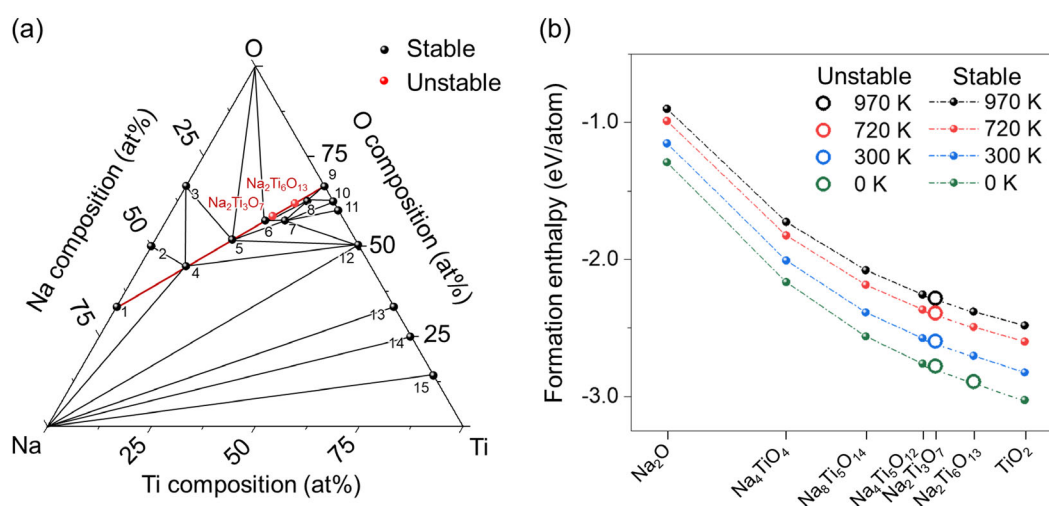 (a)
O
Stable
Unstable
Na composition (at%)
O composition (at%)
25
50
75
75
50
25
Na₂Ti₆O₁₃
Na₂Ti₃O₇
1
2
3
4
5
6
7
8
9
10
11
12
13
14
15
Na
Ti
25
50
75
Ti composition (at%)
(b)
Formation enthalpy (eV/atom)
-1.0
-2.0
-3.0
Unstable Stable
970 K 970 K
720 K 720 K
300 K 300 K
0 K 0 K
Na₂O
Na₄TiO₄
Na₈Ti₅O₁₄
Na₄Ti₅O₁₂
Na₂Ti₃O₇
Na₂Ti₆O₁₃
TiO₂